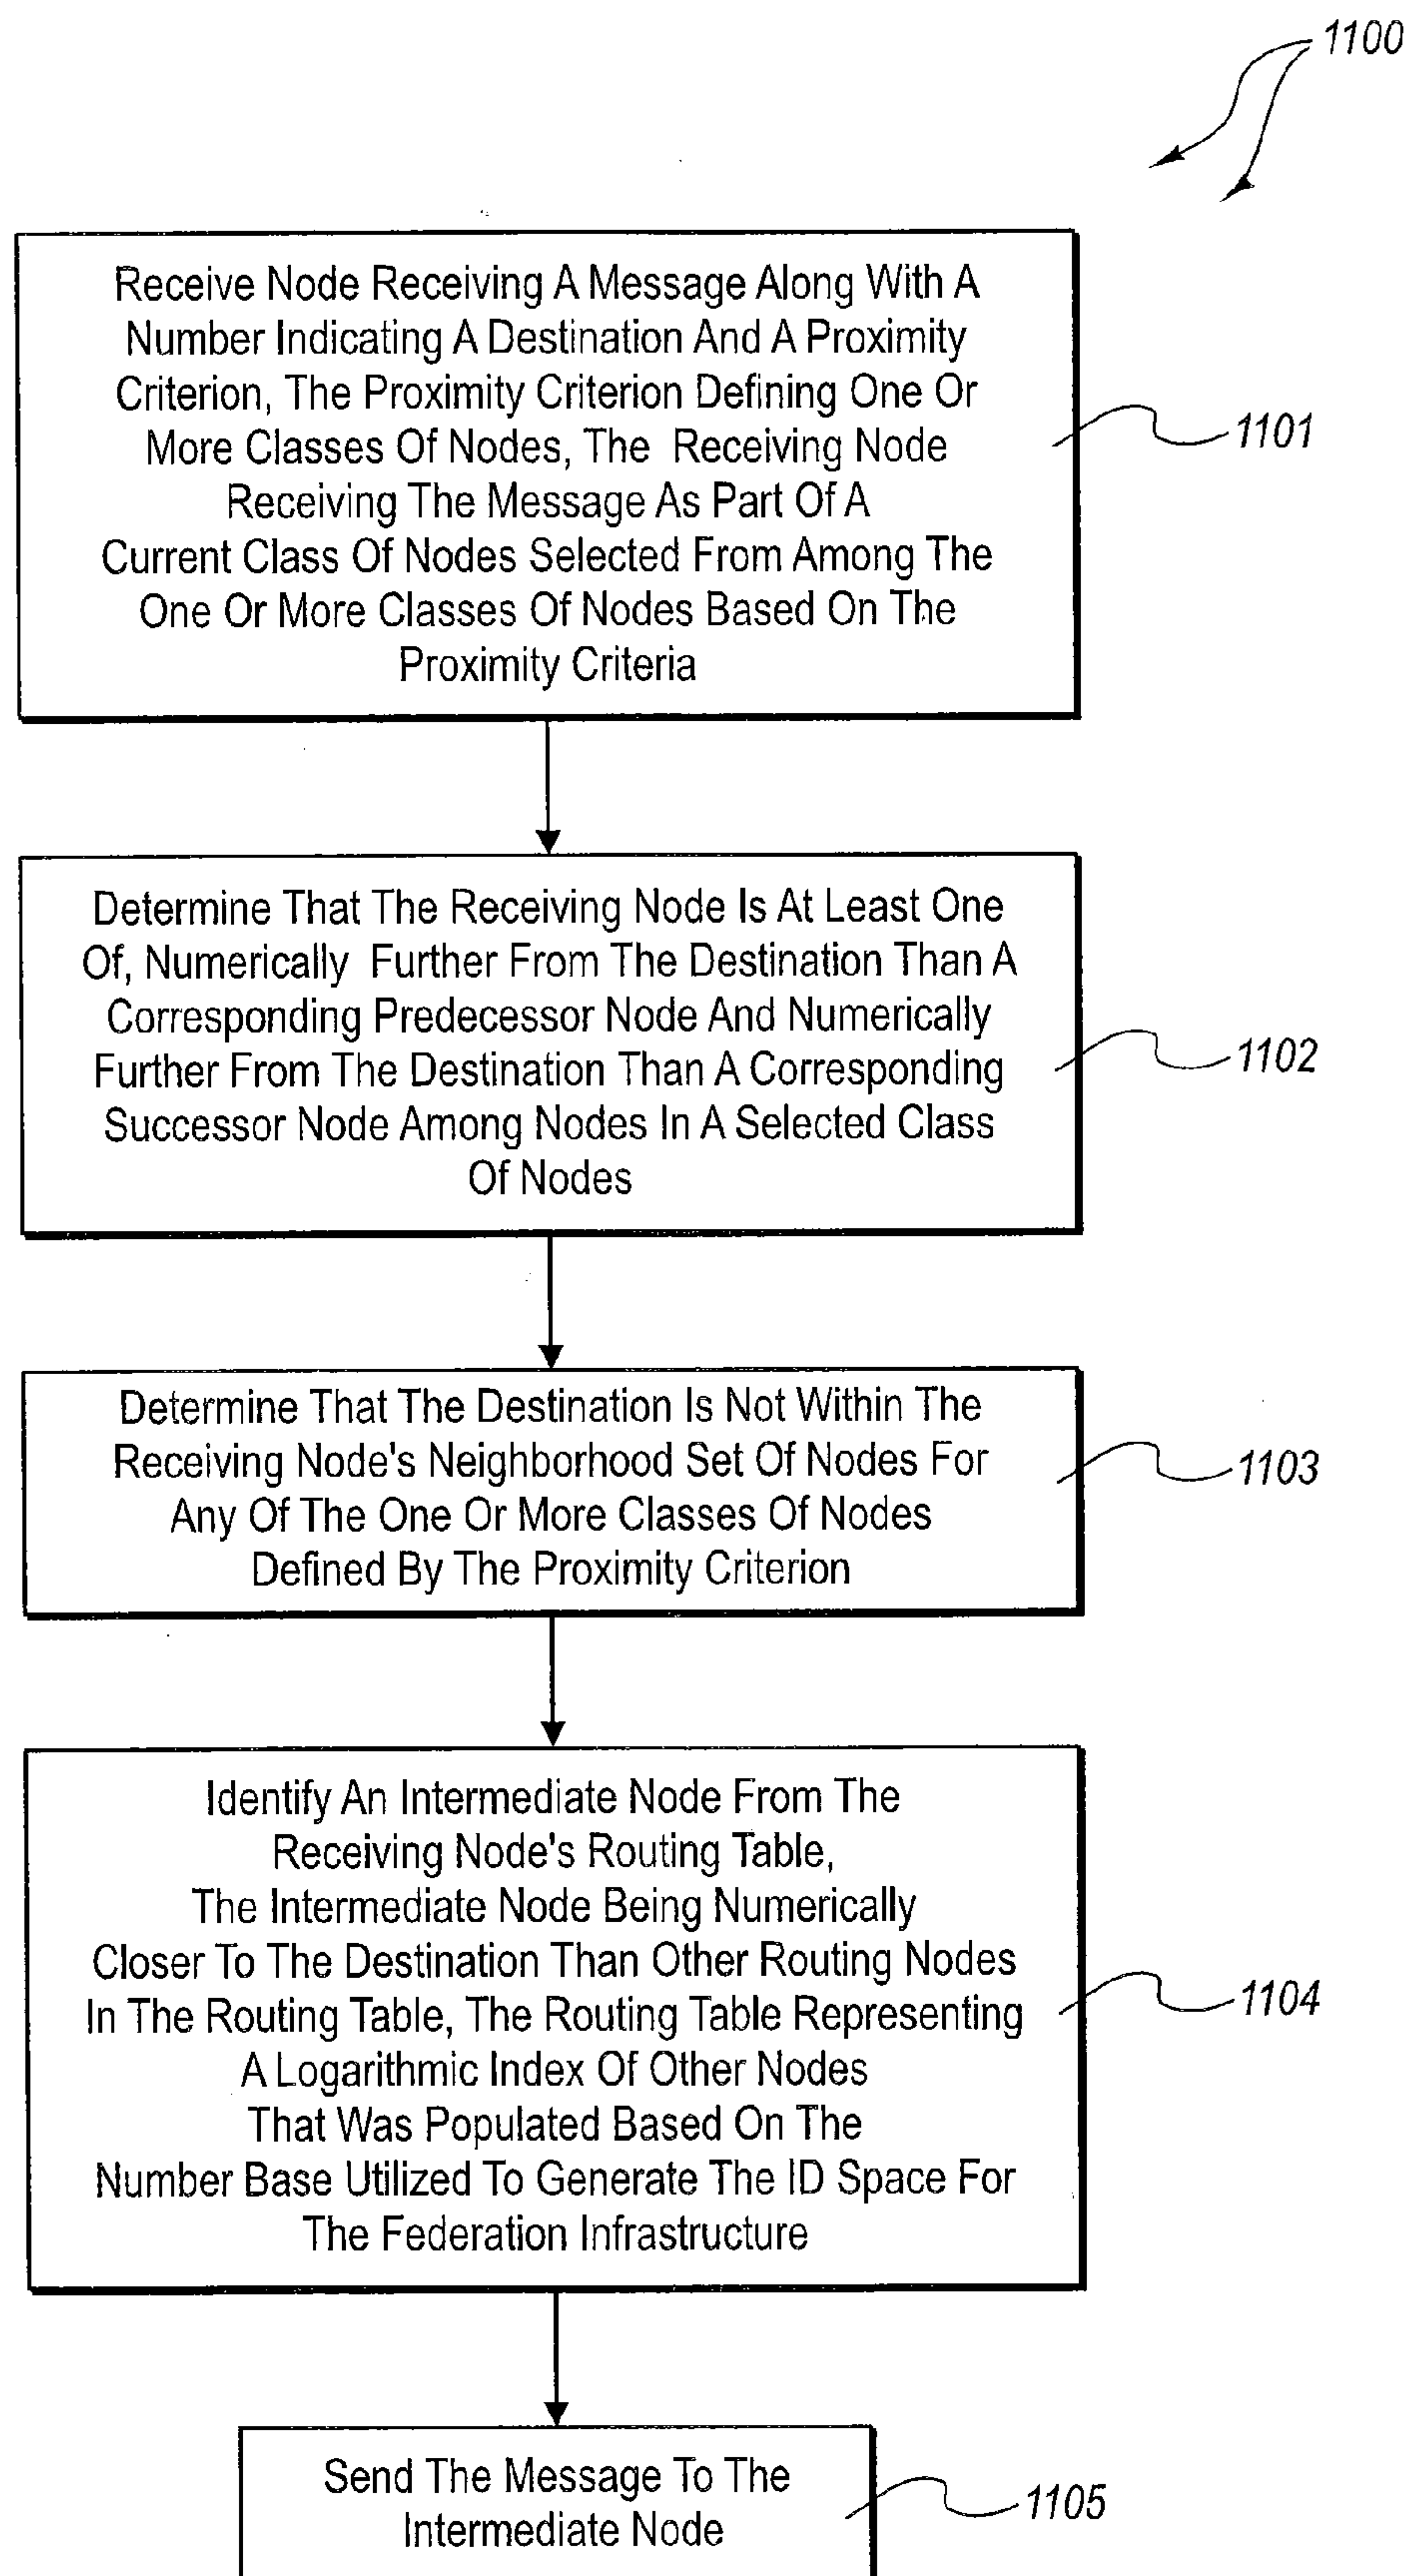 1100
Receive Node Receiving A Message Along With A
Number Indicating A Destination And A Proximity
Criterion, The Proximity Criterion Defining One Or
More Classes Of Nodes, The Receiving Node
Receiving The Message As Part Of A
Current Class Of Nodes Selected From Among The
One Or More Classes Of Nodes Based On The
Proximity Criteria
1101
Determine That The Receiving Node Is At Least One
Of, Numerically Further From The Destination Than A
Corresponding Predecessor Node And Numerically
Further From The Destination Than A Corresponding
Successor Node Among Nodes In A Selected Class
Of Nodes
1102
Determine That The Destination Is Not Within The
Receiving Node's Neighborhood Set Of Nodes For
Any Of The One Or More Classes Of Nodes
Defined By The Proximity Criterion
1103
Identify An Intermediate Node From The
Receiving Node's Routing Table,
The Intermediate Node Being Numerically
Closer To The Destination Than Other Routing Nodes
In The Routing Table, The Routing Table Representing
A Logarithmic Index Of Other Nodes
That Was Populated Based On The
Number Base Utilized To Generate The ID Space For
The Federation Infrastructure
1104
Send The Message To The
Intermediate Node
1105